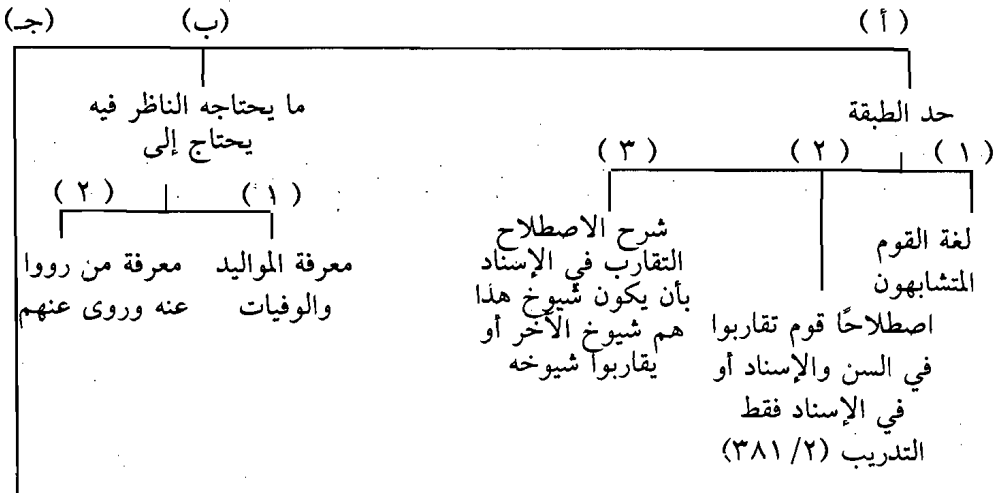 ( أ ) (ب) (جـ)
حد الطبقة
( ١ ) ( ٢ ) ( ٣ )
لغة القوم
المتشابهون
اصطلاحًا قوم تقاربوا
في السن والإسناد أو
في الإسناد فقط
التدريب (٢/ ٣٨١)
شرح الاصطلاح
التقارب في الإسناد
بأن يكون شيوخ هذا
هم شيوخ الآخر أو
يقاربوا شيوخه
ما يحتاجه الناظر فيه
يحتاج إلى
( ١ ) ( ٢ )
معرفة المواليد
والوفيات
معرفة من رووا
عنه وروى عنهم